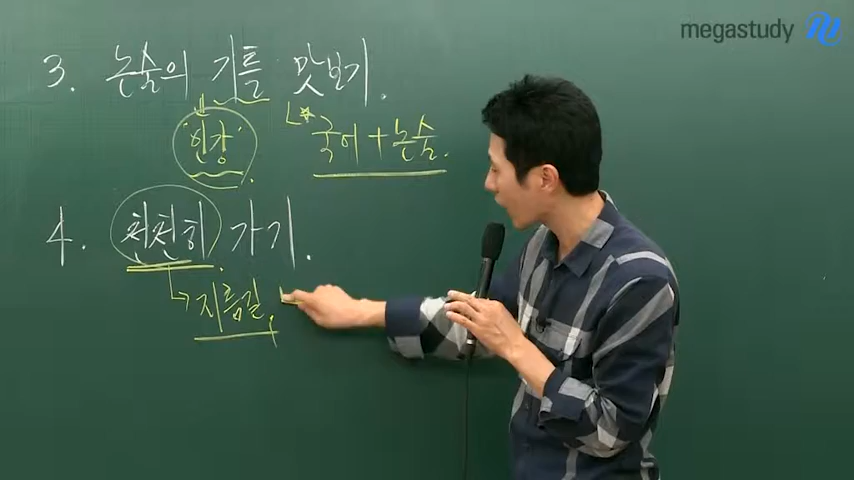 megastudy
3. 논술의 기틀 맛보기.
'인강'
국어 + 논술.
4. 천천히 가기.
지름길.